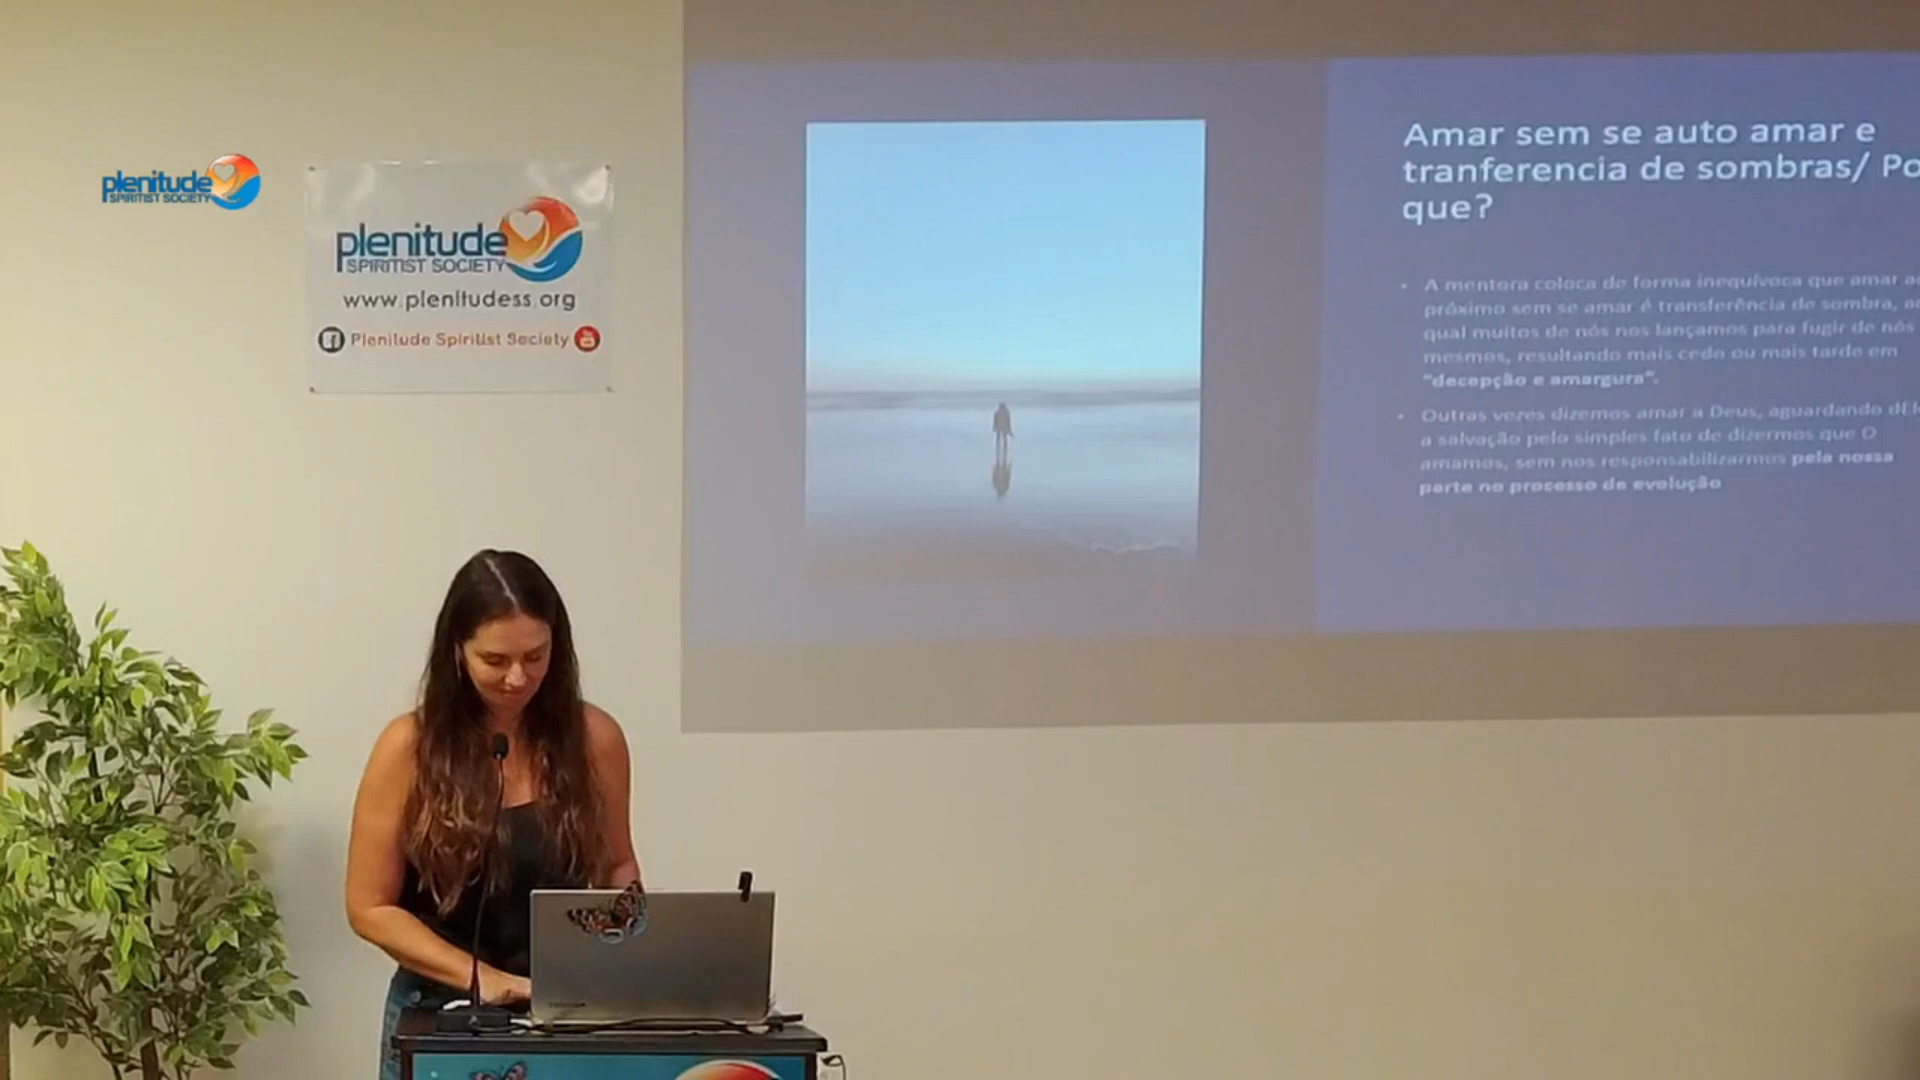 plenitude
SPIRITIST SOCIETY
plenitude
SPIRITIST SOCIETY
www.plenitudess.org
Plenitude Spiritist Society
Amar sem se auto amar e
tranferencia de sombras/ Po
que?
• A mentora coloca de forma inequívoca que amar ao
próximo sem se amar é transferência de sombra, ao
qual muitos de nós nos lançamos para fugir de nós
mesmos, resultando mais cedo ou mais tarde em
"decepção e amargura".
• Outras vezes dizemos amar a Deus, aguardando dEle
a salvação pelo simples fato de dizermos que O
amamos, sem nos responsabilizarmos pela nossa
parte no processo de evolução